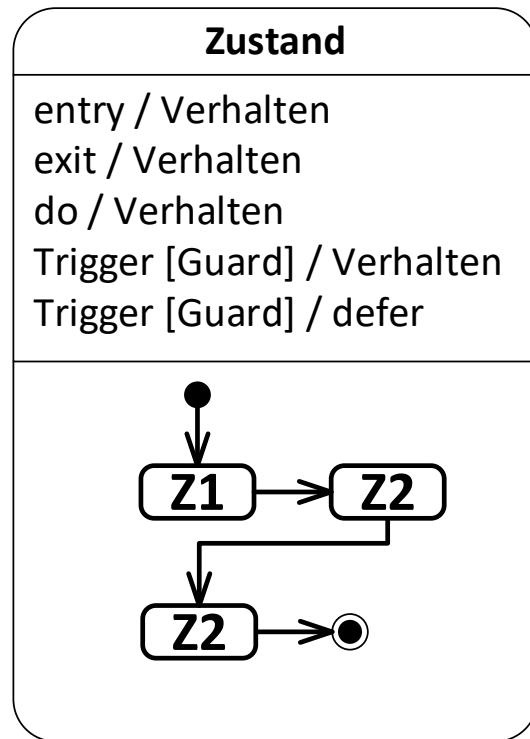 Zustand
entry / Verhalten
exit / Verhalten
do / Verhalten
Trigger [Guard] / Verhalten
Trigger [Guard] / defer
Z1 Z2
Z2